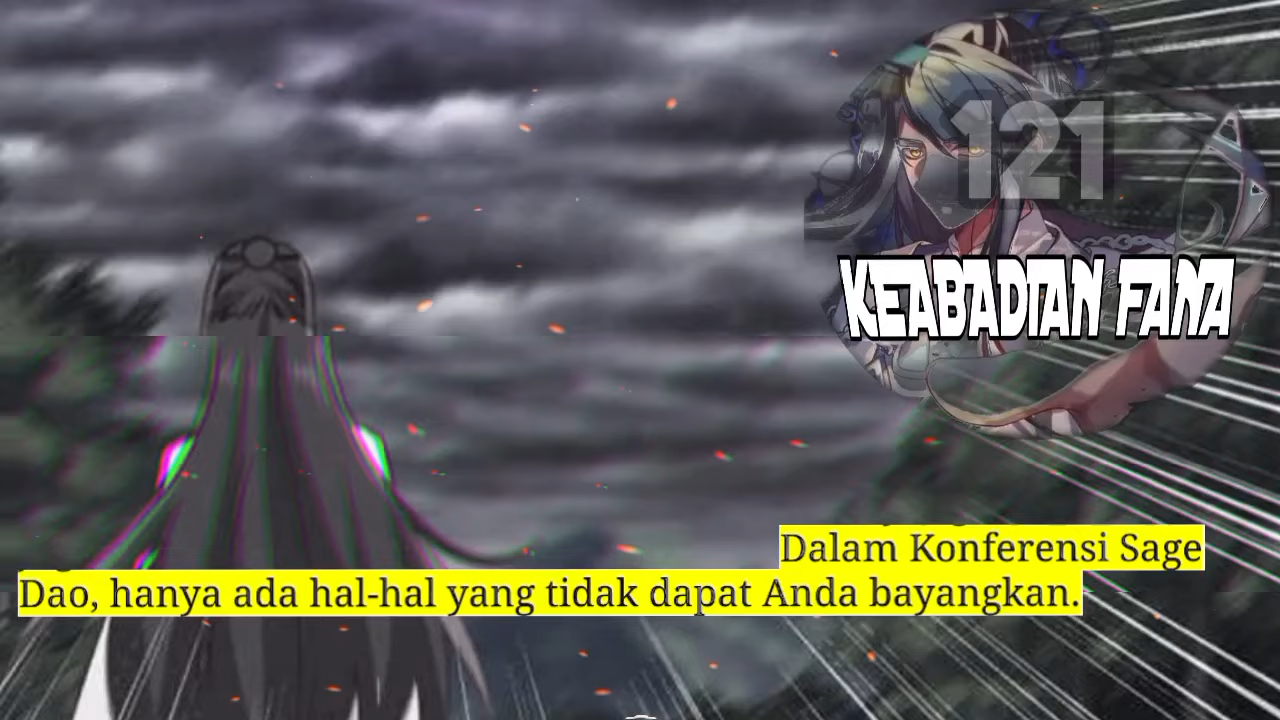 121
KEABADIAN FANA
Dalam Konferensi Sage
Dao, hanya ada hal-hal yang tidak dapat Anda bayangkan.